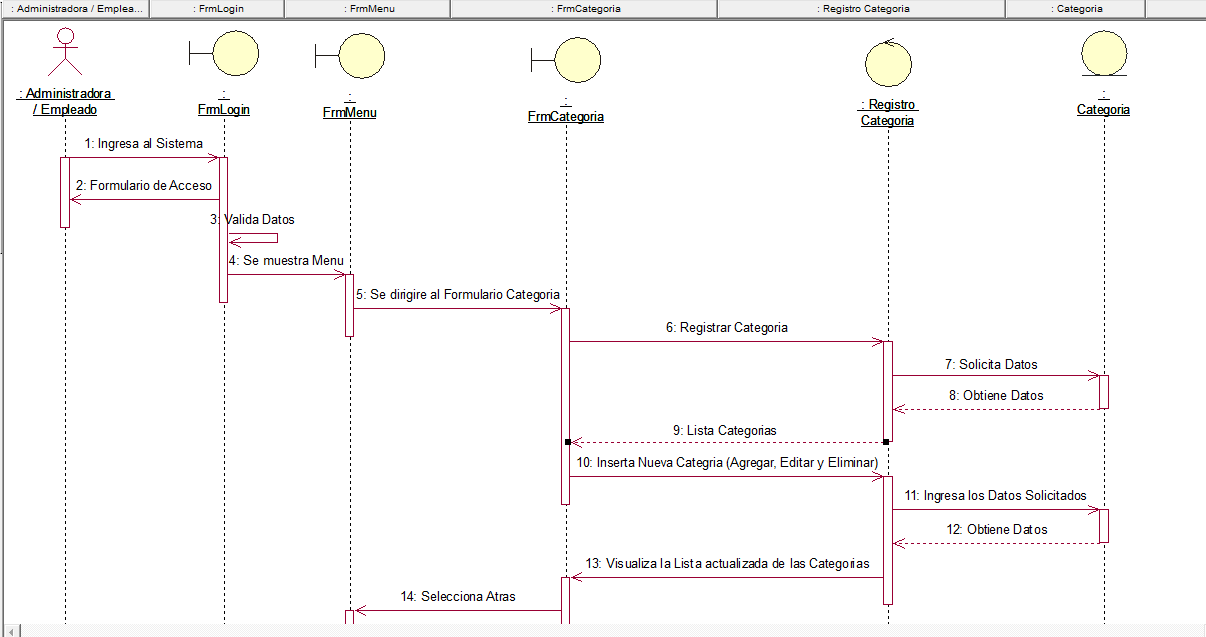 : Administradora / Emplea...
: FrmLogin
: FrmMenu
: FrmCategoria
: Registro Categoria
: Categoria
: Administradora
/ Empleado
:
FrmLogin
:
FrmMenu
:
FrmCategoria
: Registro
Categoria
:
Categoria
1: Ingresa al Sistema
2: Formulario de Acceso
3: Valida Datos
4: Se muestra Menu
5: Se dirigire al Formulario Categoria
6: Registrar Categoria
7: Solicita Datos
8: Obtiene Datos
9: Lista Categorias
10: Inserta Nueva Categria (Agregar, Editar y Eliminar)
11: Ingresa los Datos Solicitados
12: Obtiene Datos
13: Visualiza la Lista actualizada de las Categorias
14: Selecciona Atras